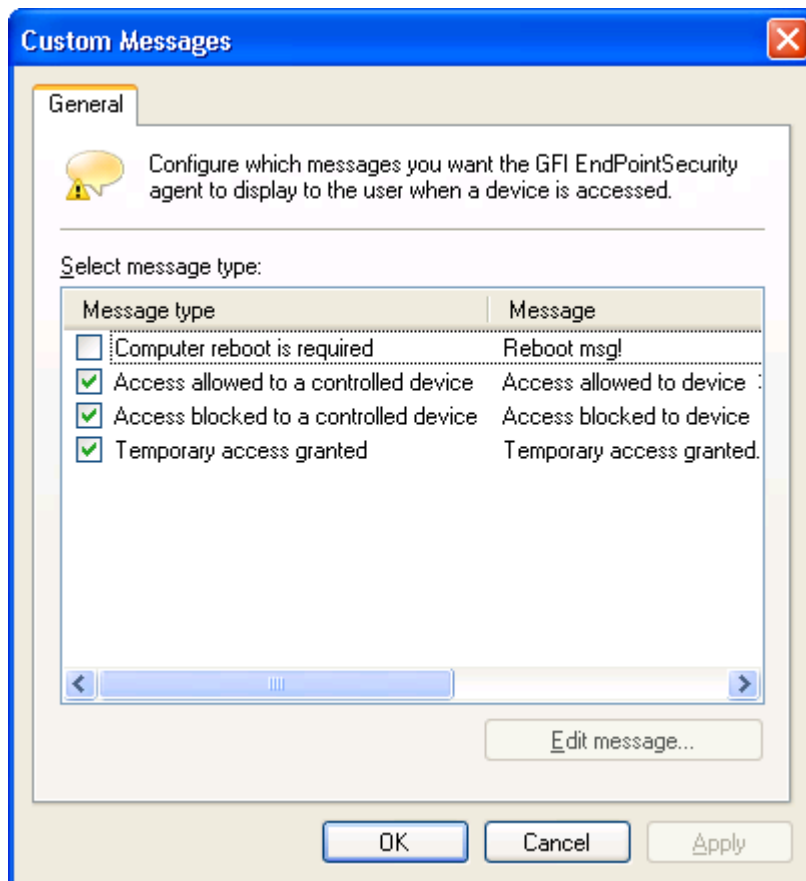 Custom Messages
General
Configure which messages you want the GFI EndPointSecurity
agent to display to the user when a device is accessed.
Select message type:
Message type Message
Computer reboot is required Reboot msg!
Access allowed to a controlled device Access allowed to device :
Access blocked to a controlled device Access blocked to device
Temporary access granted Temporary access granted.
Edit message...
OK Cancel Apply